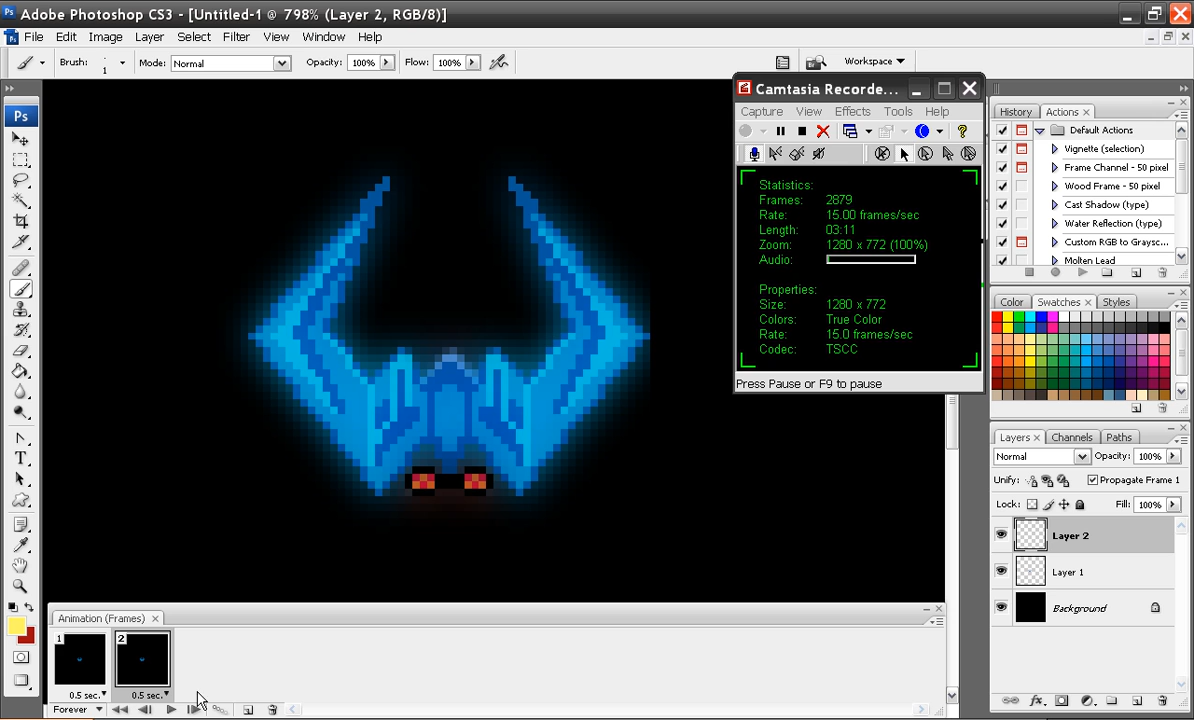 Ps Adobe Photoshop CS3 - [Untitled-1 @ 798% (Layer 2, RGB/8)]
Ps File Edit Image Layer Select Filter View Window Help
Brush: 1 Mode: Normal Opacity: 100% Flow: 100% Workspace
Ps
Camtasia Recorde...
Capture View Effects Tools Help
Statistics:
Frames: 2879
Rate: 15.00 frames/sec
Length: 03:11
Zoom: 1280 x 772 (100%)
Audio:
Properties:
Size: 1280 x 772
Colors: True Color
Rate: 15.0 frames/sec
Codec: TSCC
Press Pause or F9 to pause
History Actions
Default Actions
Vignette (selection)
Frame Channel - 50 pixel
Wood Frame - 50 pixel
Cast Shadow (type)
Water Reflection (type)
Custom RGB to Graysc...
Molten Lead
Color Swatches Styles
Layers Channels Paths
Normal Opacity: 100%
Unify: Propagate Frame 1
Lock: Fill: 100%
Layer 2
Layer 1
Background
Animation (Frames)
1 2
0.5 sec. 0.5 sec.
Forever